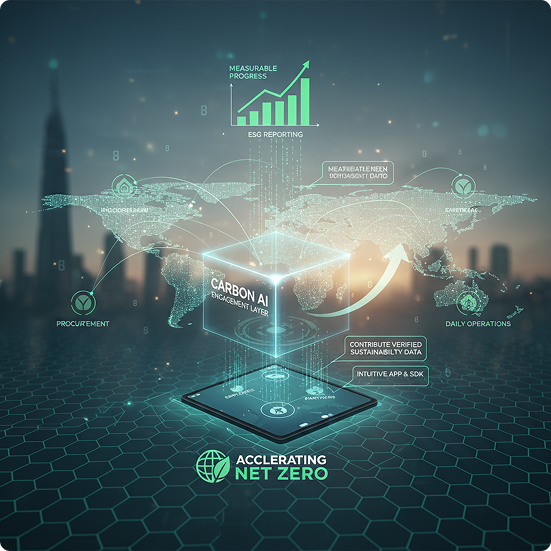 MEASURABLE
PROGRESS
ESG REPORTING
CARBON AI
ENGAGEMENT LAYER
PROCUREMENT
DAILY OPERATIONS
CONTRIBUTE VERIFIED
SUSTAINABILTY DATA
INTUITIVE APP & SDK
ACCLERATING
NET ZERO